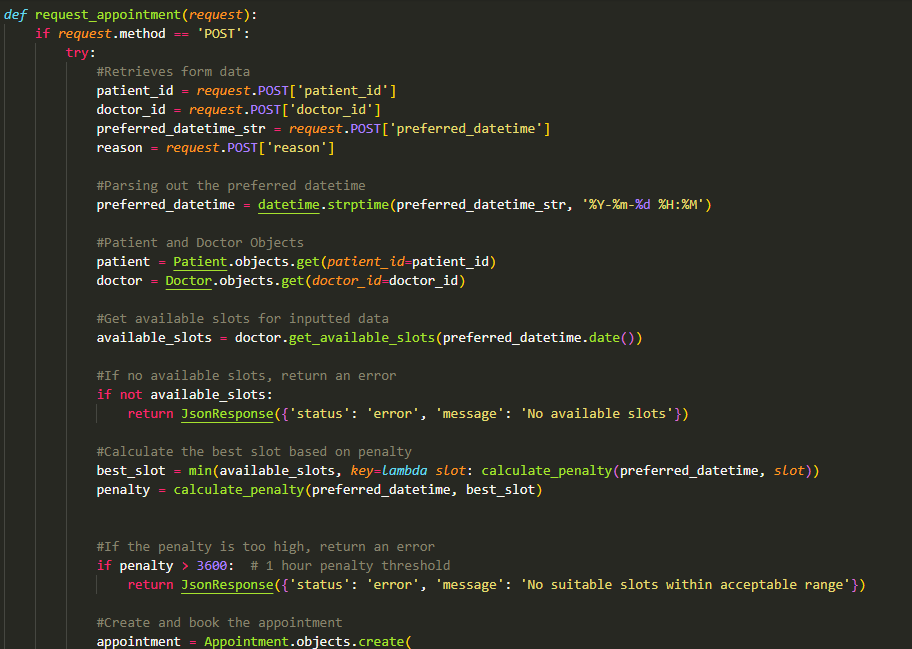 def request_appointment(request):
    if request.method == 'POST':
        try:
            #Retrieves form data
            patient_id = request.POST['patient_id']
            doctor_id = request.POST['doctor_id']
            preferred_datetime_str = request.POST['preferred_datetime']
            reason = request.POST['reason']

            #Parsing out the preferred datetime
            preferred_datetime = datetime.strptime(preferred_datetime_str, '%Y-%m-%d %H:%M')

            #Patient and Doctor Objects
            patient = Patient.objects.get(patient_id=patient_id)
            doctor = Doctor.objects.get(doctor_id=doctor_id)

            #Get available slots for inputted data
            available_slots = doctor.get_available_slots(preferred_datetime.date())

            #If no available slots, return an error
            if not available_slots:
                return JsonResponse({'status': 'error', 'message': 'No available slots'})

            #Calculate the best slot based on penalty
            best_slot = min(available_slots, key=lambda slot: calculate_penalty(preferred_datetime, slot))
            penalty = calculate_penalty(preferred_datetime, best_slot)


            #If the penalty is too high, return an error
            if penalty > 3600:  # 1 hour penalty threshold
                return JsonResponse({'status': 'error', 'message': 'No suitable slots within acceptable range'})

            #Create and book the appointment
            appointment = Appointment.objects.create(